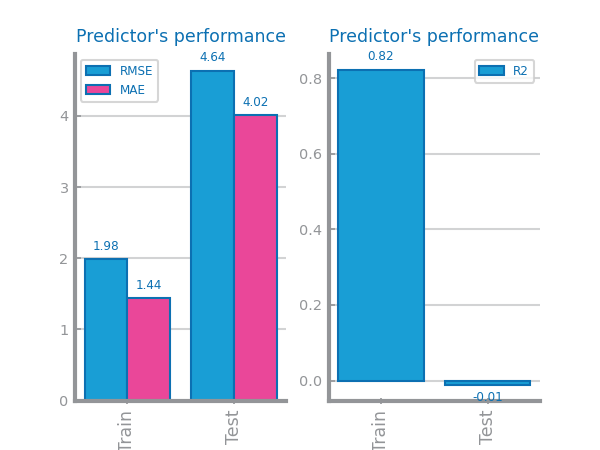 Predictor's performance
RMSE
MAE
4.64
4.02
1.98
1.44
4
3
2
1
0
Train
Test
Predictor's performance
R2
0.82
-0.01
0.8
0.6
0.4
0.2
0.0
Train
Test